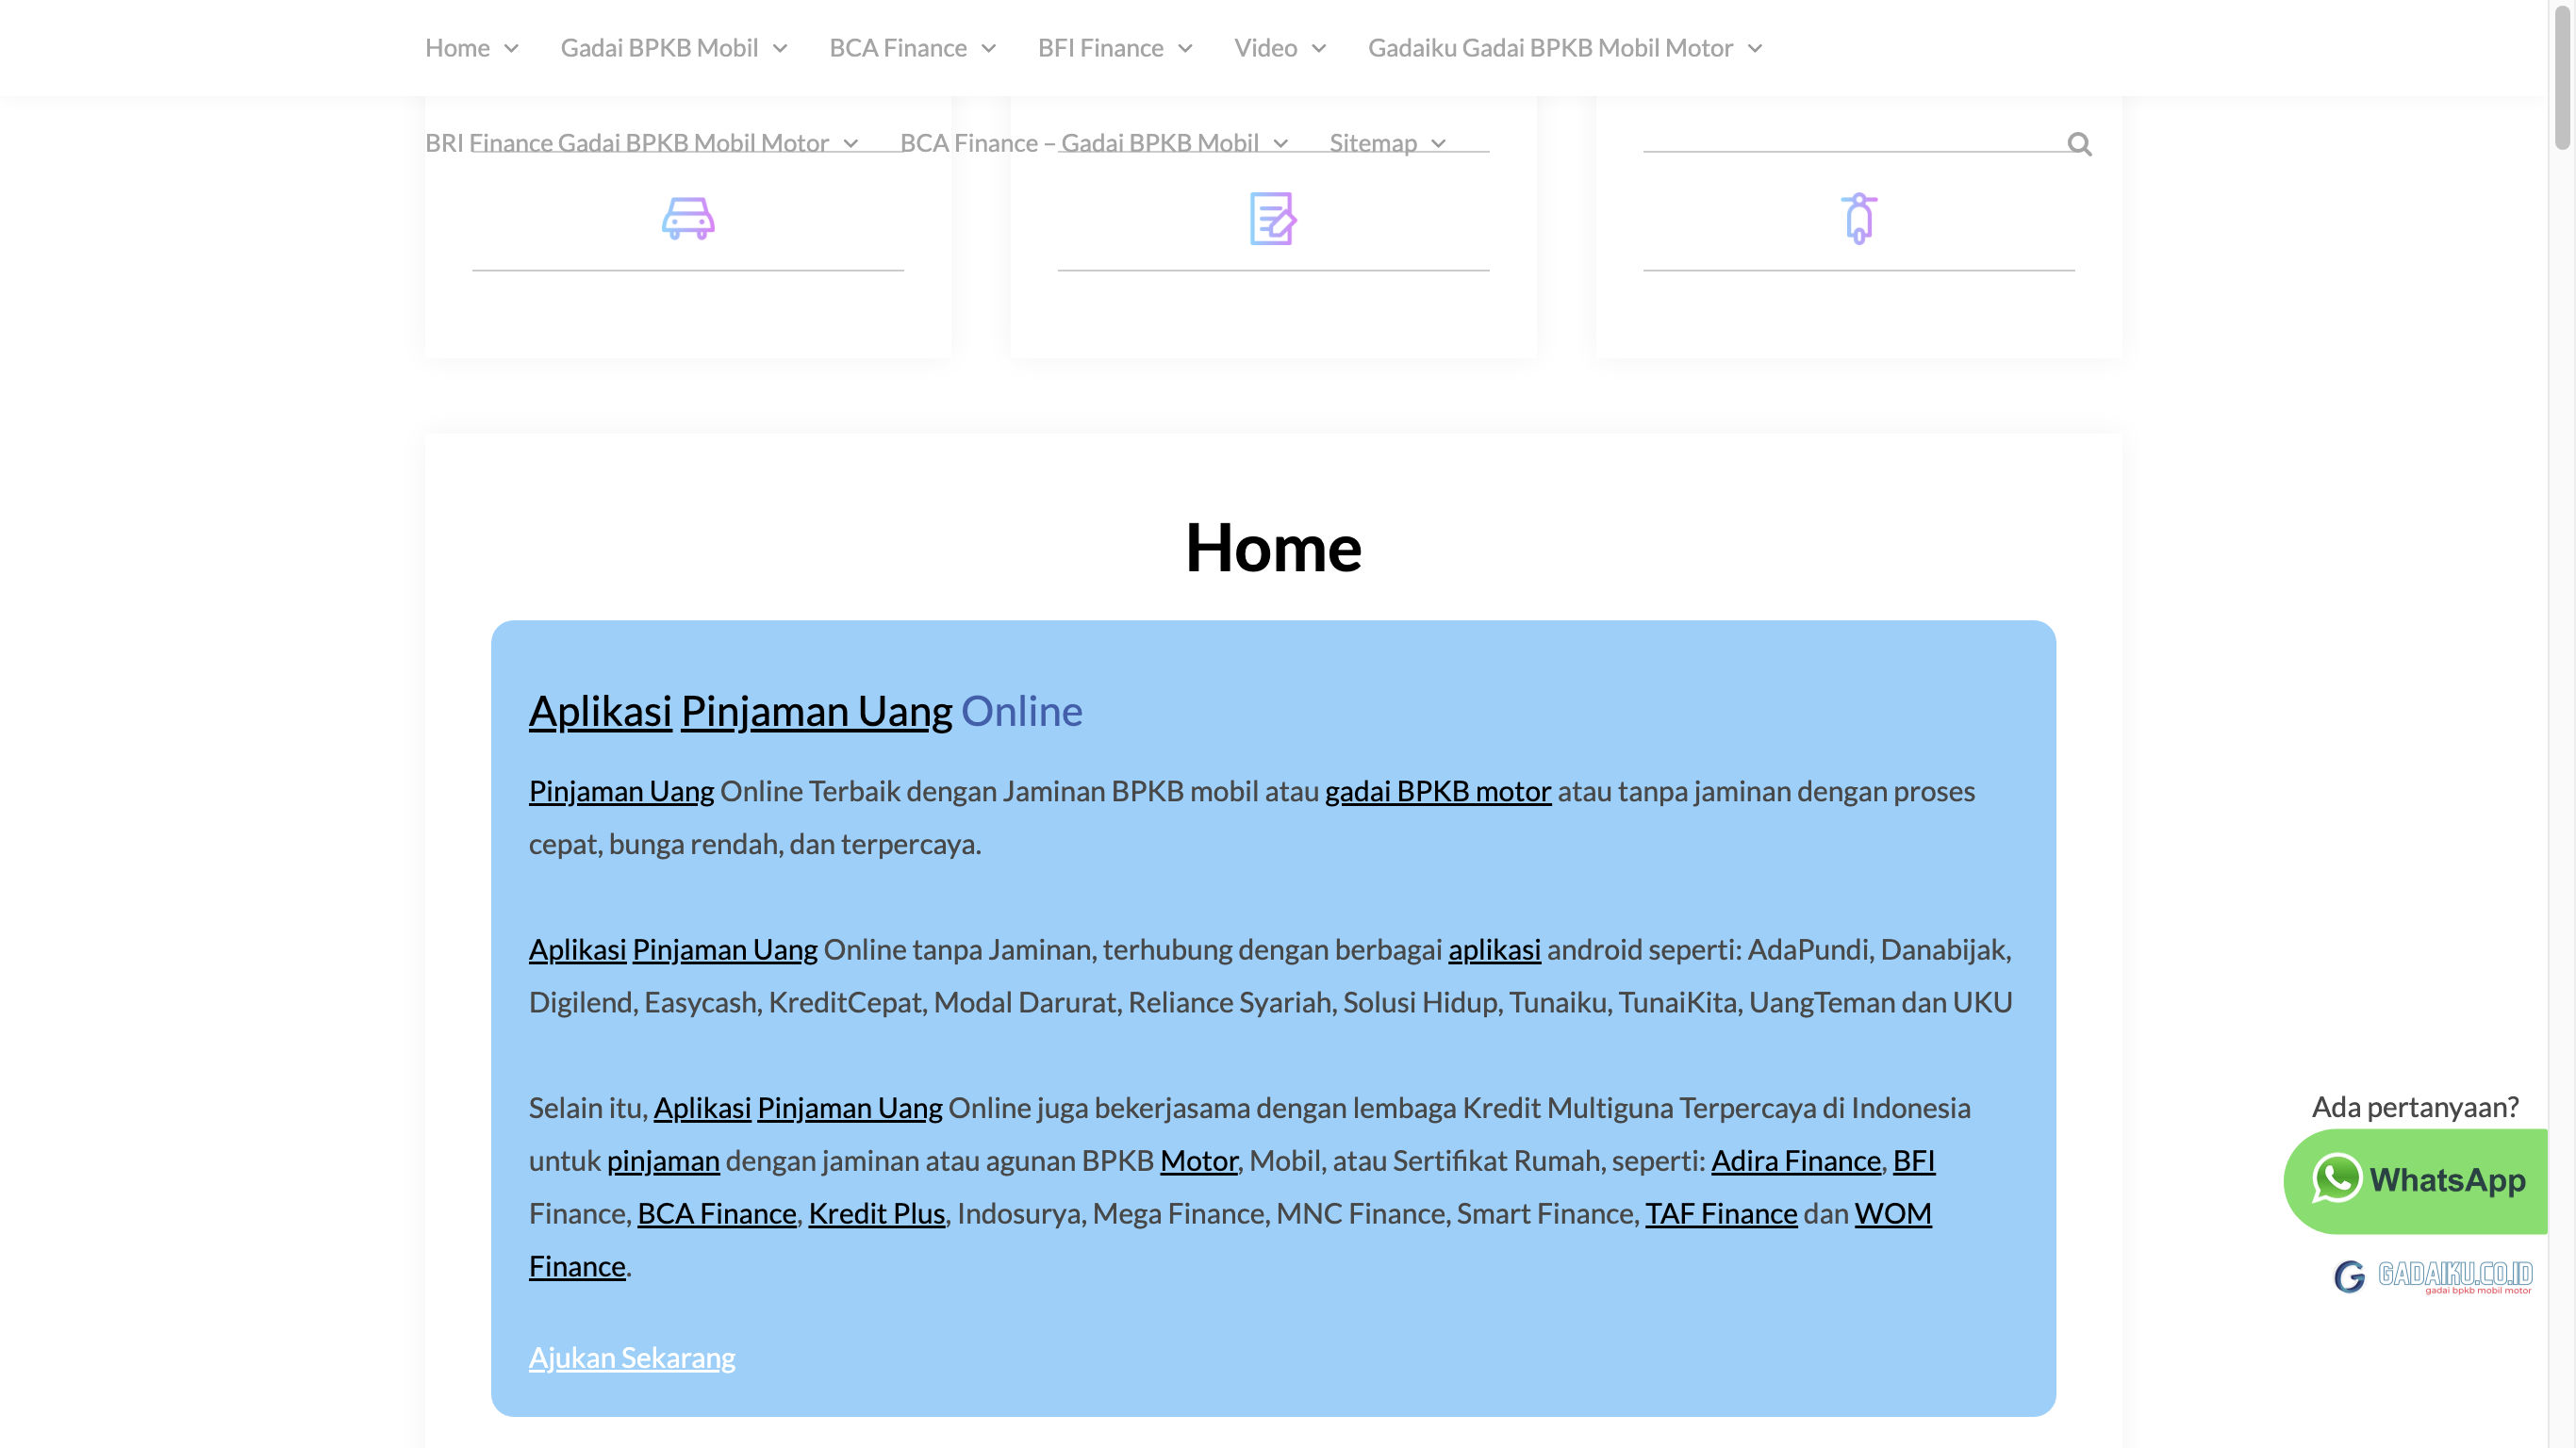 Home Gadai BPKB Mobil BCA Finance BFI Finance Video Gadaiku Gadai BPKB Mobil Motor
BRI Finance Gadai BPKB Mobil Motor BCA Finance – Gadai BPKB Mobil Sitemap
Home
Aplikasi Pinjaman Uang Online
Pinjaman Uang Online Terbaik dengan Jaminan BPKB mobil atau gadai BPKB motor atau tanpa jaminan dengan proses
cepat, bunga rendah, dan terpercaya.
Aplikasi Pinjaman Uang Online tanpa Jaminan, terhubung dengan berbagai aplikasi android seperti: AdaPundi, Danabijak,
Digilend, Easycash, KreditCepat, Modal Darurat, Reliance Syariah, Solusi Hidup, Tunaiku, TunaiKita, UangTeman dan UKU
Selain itu, Aplikasi Pinjaman Uang Online juga bekerjasama dengan lembaga Kredit Multiguna Terpercaya di Indonesia
untuk pinjaman dengan jaminan atau agunan BPKB Motor, Mobil, atau Sertifikat Rumah, seperti: Adira Finance, BFI
Finance, BCA Finance, Kredit Plus, Indosurya, Mega Finance, MNC Finance, Smart Finance, TAF Finance dan WOM
Finance.
Ajukan Sekarang
Ada pertanyaan?
WhatsApp
GADAIKU.CO.ID
gadai bpkb mobil motor